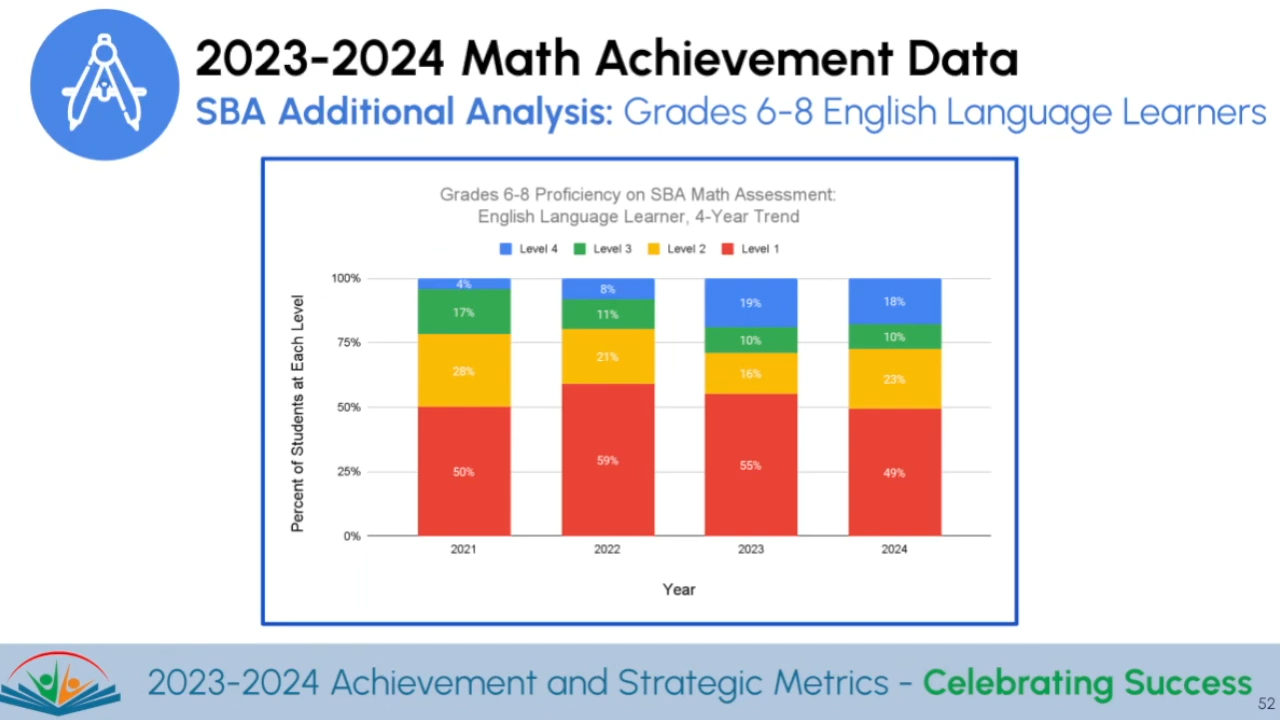 2023-2024 Math Achievement Data
SBA Additional Analysis: Grades 6-8 English Language Learners
Grades 6-8 Proficiency on SBA Math Assessment:
English Language Learner, 4-Year Trend
Level 4 Level 3 Level 2 Level 1
Percent of Students at Each Level
100%
75%
50%
25%
0%
4% 8% 19% 18%
17% 11% 10% 10%
28% 21% 16% 23%
50% 59% 55% 49%
2021 2022 2023 2024
Year
2023-2024 Achievement and Strategic Metrics - Celebrating Success
52